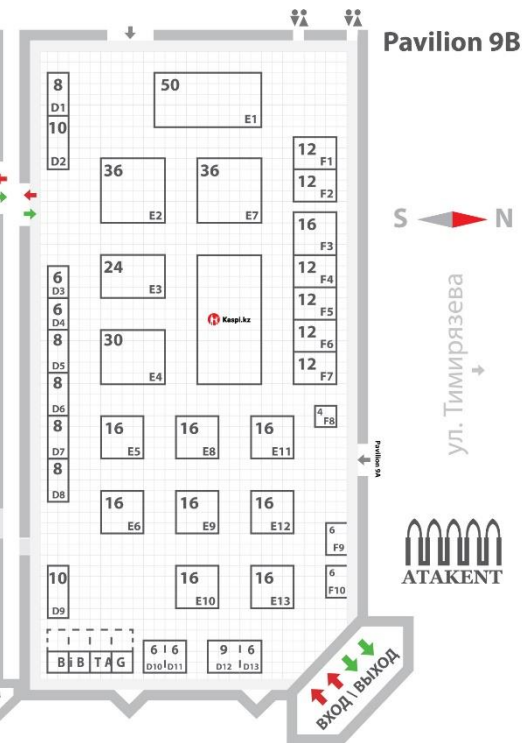 Pavilion 9B
8
D1
10
D2
50
E1
36
E2
36
E7
12
F1
12
F2
16
F3
S N
24
E3
Kaspi.kz
12
F4
12
F5
12
F6
12
F7
6
D3
6
D4
8
D5
8
D6
8
D7
8
D8
30
E4
ул. Тимирязева
4
F8
16
E5
16
E8
16
E11
Pavilion 9A
16
E6
16
E9
16
E12
6
F9
ATAKENT
10
D9
16
E10
16
E13
6
F10
BiB TAG
6 6
D10 D11
9 6
D12 D13
ВХОД \ ВЫХОД